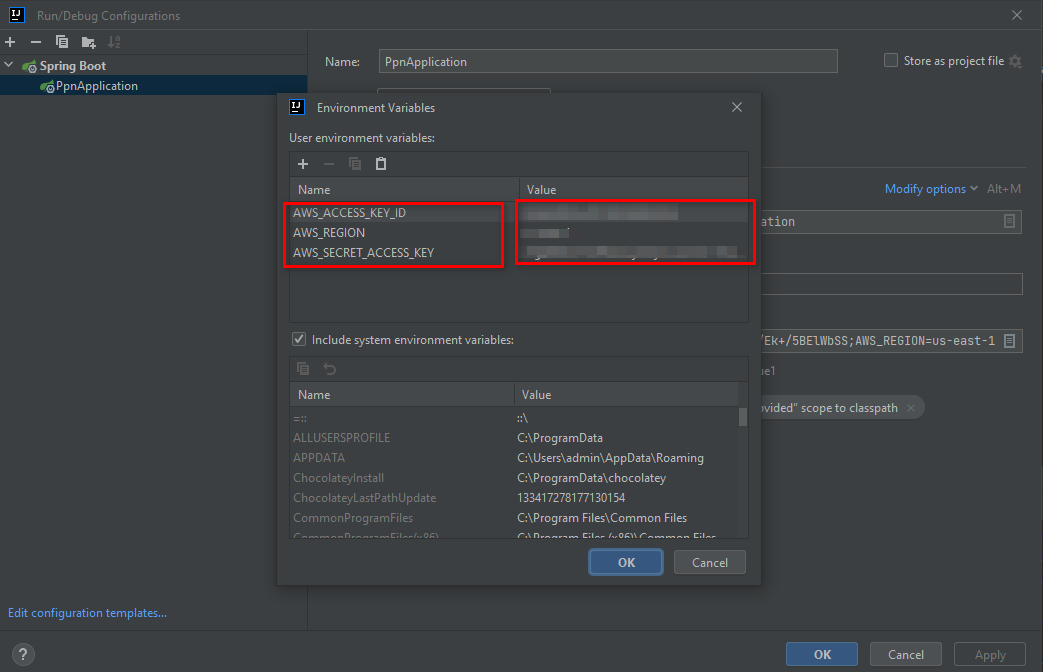 Run/Debug Configurations
Spring Boot
PpnApplication
Name:
PpnApplication
Store as project file
Environment Variables
User environment variables:
Name
Value
AWS_ACCESS_KEY_ID
AWS_REGION
AWS_SECRET_ACCESS_KEY
Modify options
Alt+M
ation
Include system environment variables:
/Ek+/5BElWbSS;AWS_REGION=us-east-1
ue1
ovided" scope to classpath
Name
Value
=::
::\
ALLUSERSPROFILE
C:\ProgramData
APPDATA
C:\Users\admin\AppData\Roaming
ChocolateyInstall
C:\ProgramData\chocolatey
ChocolateyLastPathUpdate
133417278177130154
CommonProgramFiles
C:\Program Files\Common Files
CommonProgramFiles(x86)
C:\Program Files (x86)\Common Files
OK
Cancel
Edit configuration templates...
?
OK
Cancel
Apply